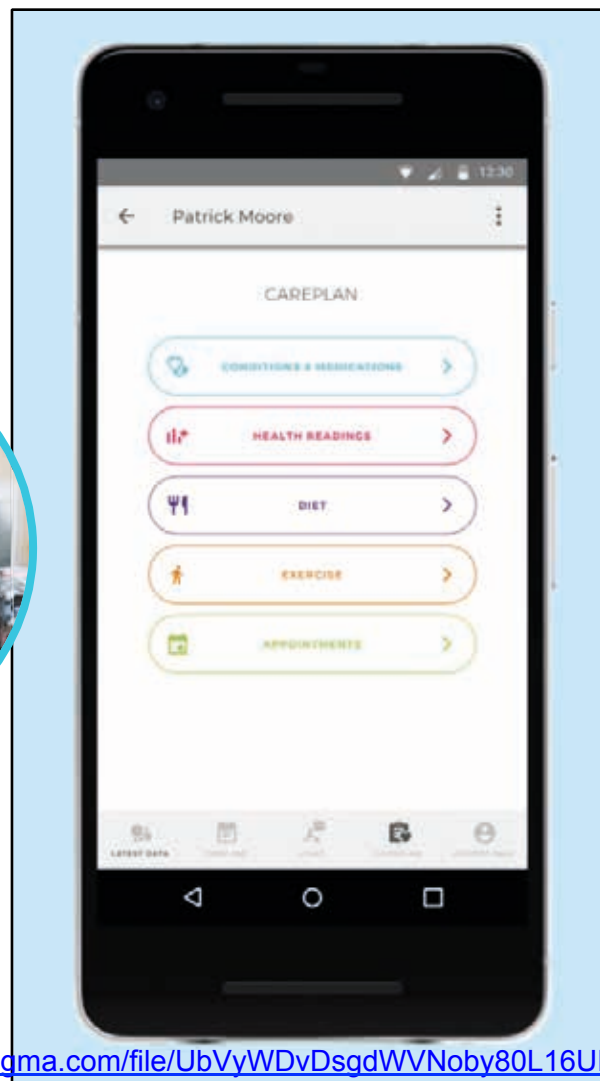 12:30
Patrick Moore
CAREPLAN
CONDITIONS & MEDICATIONS
HEALTH READINGS
DIET
EXERCISE
APPOINTMENTS
LATEST DATA
gma.com/file/UbVyWDvDsgdWVNoby80L16U